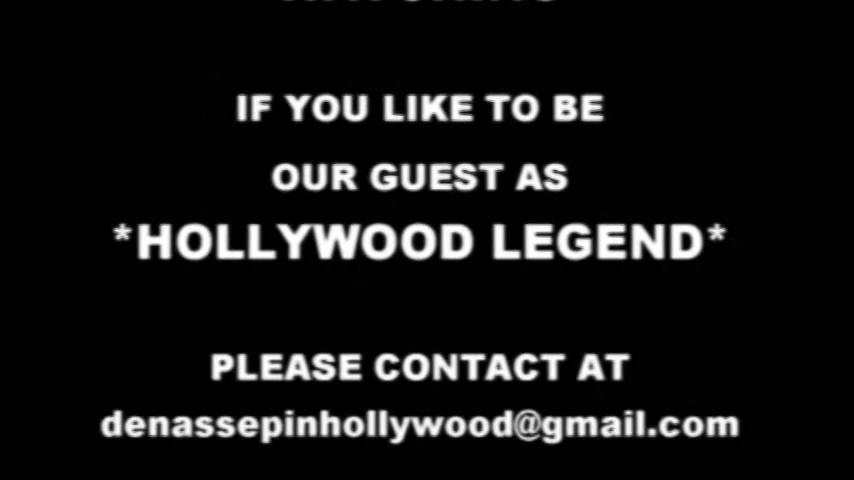 IF YOU LIKE TO BE
OUR GUEST AS
*HOLLYWOOD LEGEND*
PLEASE CONTACT AT
denassepinhollywood@gmail.com